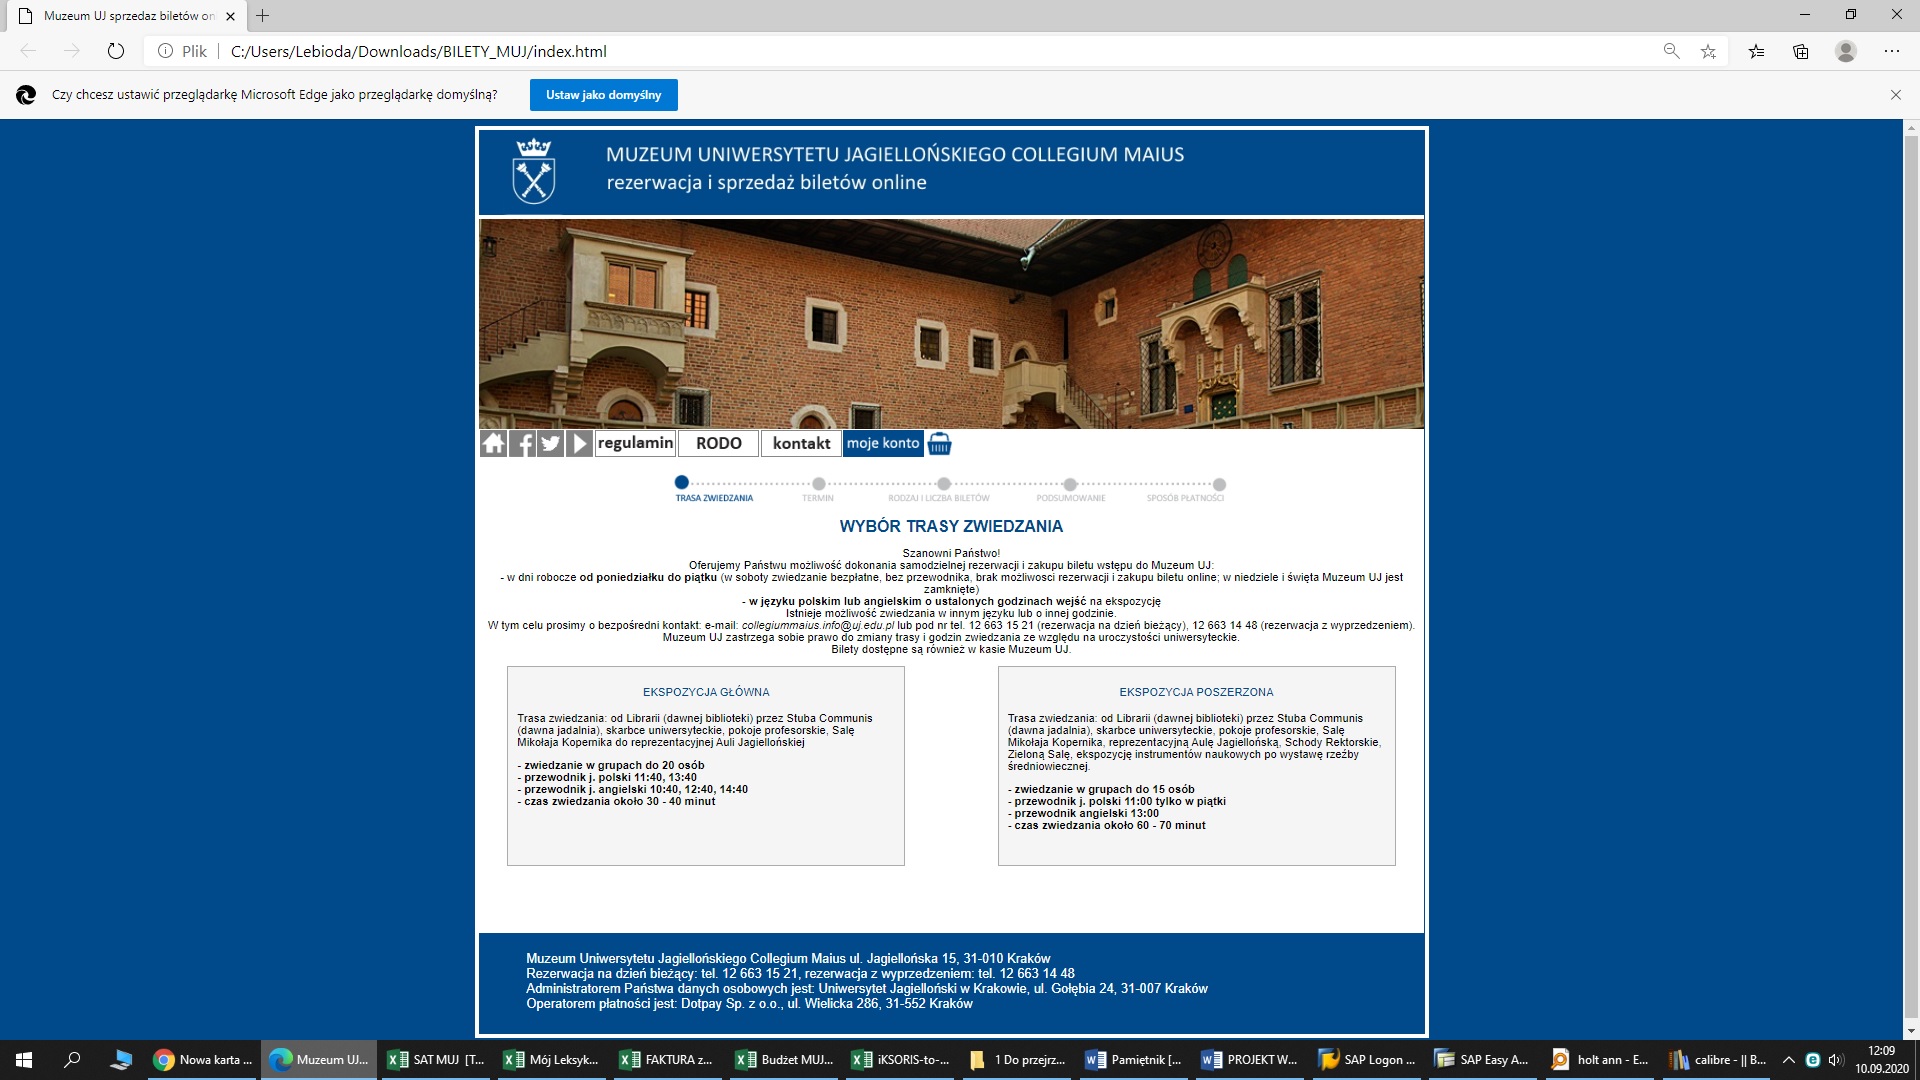 Muzeum UJ sprzedaz biletów on
Plik
C:/Users/Lebioda/Downloads/BILETY_MUJ/index.html
Czy chcesz ustawić przeglądarkę Microsoft Edge jako przeglądarkę domyślną?
Ustaw jako domyślny
MUZEUM UNIWERSYTETU JAGIELLOŃSKIEGO COLLEGIUM MAIUS
rezerwacja i sprzedaż biletów online
regulamin RODO kontakt moje konto
TRASA ZWIEDZANIA TERMIN RODZAJ I LICZBA BILETÓW PODSUMOWANIE SPOSÓB PŁATNOŚCI
WYBÓR TRASY ZWIEDZANIA
Szanowni Państwo!
Oferujemy Państwu możliwość dokonania samodzielnej rezerwacji i zakupu biletu wstępu do Muzeum UJ:
- w dni robocze od poniedziałku do piątku (w soboty zwiedzanie bezpłatne, bez przewodnika, brak możliwosci rezerwacji i zakupu biletu online; w niedziele i święta Muzeum UJ jest
zamknięte)
- w języku polskim lub angielskim o ustalonych godzinach wejść na ekspozycję
Istnieje możliwość zwiedzania w innym języku lub o innej godzinie.
W tym celu prosimy o bezpośredni kontakt: e-mail: collegiummaius.info@uj.edu.pl lub pod nr tel. 12 663 15 21 (rezerwacja na dzień bieżący), 12 663 14 48 (rezerwacja z wyprzedzeniem).
Muzeum UJ zastrzega sobie prawo do zmiany trasy i godzin zwiedzania ze względu na uroczystości uniwersyteckie.
Bilety dostępne są również w kasie Muzeum UJ.
EKSPOZYCJA GŁÓWNA
Trasa zwiedzania: od Librarii (dawnej biblioteki) przez Stuba Communis
(dawna jadalnia), skarbce uniwersyteckie, pokoje profesorskie, Salę
Mikołaja Kopernika do reprezentacyjnej Auli Jagiellońskiej
- zwiedzanie w grupach do 20 osób
- przewodnik j. polski 11:40, 13:40
- przewodnik j. angielski 10:40, 12:40, 14:40
- czas zwiedzania około 30 - 40 minut
EKSPOZYCJA POSZERZONA
Trasa zwiedzania: od Librarii (dawnej biblioteki) przez Stuba Communis
(dawna jadalnia), skarbce uniwersyteckie, pokoje profesorskie, Salę
Mikołaja Kopernika, reprezentacyjną Aulę Jagiellońską, Schody Rektorskie,
Zieloną Salę, ekspozycję instrumentów naukowych po wystawę rzeźby
średniowiecznej.
- zwiedzanie w grupach do 15 osób
- przewodnik j. polski 11:00 tylko w piątki
- przewodnik angielski 13:00
- czas zwiedzania około 60 - 70 minut
Muzeum Uniwersytetu Jagiellońskiego Collegium Maius ul. Jagiellońska 15, 31-010 Kraków
Rezerwacja na dzień bieżący: tel. 12 663 15 21, rezerwacja z wyprzedzeniem: tel. 12 663 14 48
Administratorem Państwa danych osobowych jest: Uniwersytet Jagielloński w Krakowie, ul. Gołębia 24, 31-007 Kraków
Operatorem płatności jest: Dotpay Sp. z o.o., ul. Wielicka 286, 31-552 Kraków
Nowa karta ... Muzeum UJ... SAT MUJ [T... Mój Leksyk... FAKTURA z... Budżet MUJ... iKSORIS-to-... 1 Do przejrz... Pamiętnik [... PROJEKT W... SAP Logon ... SAP Easy A... holt ann - E... calibre - || B...
12:09
10.09.2020